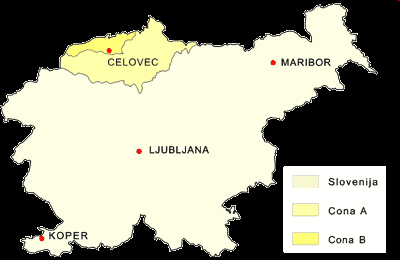 CELOVEC
MARIBOR
LJUBLJANA
KOPER
Slovenija
Cona A
Cona B